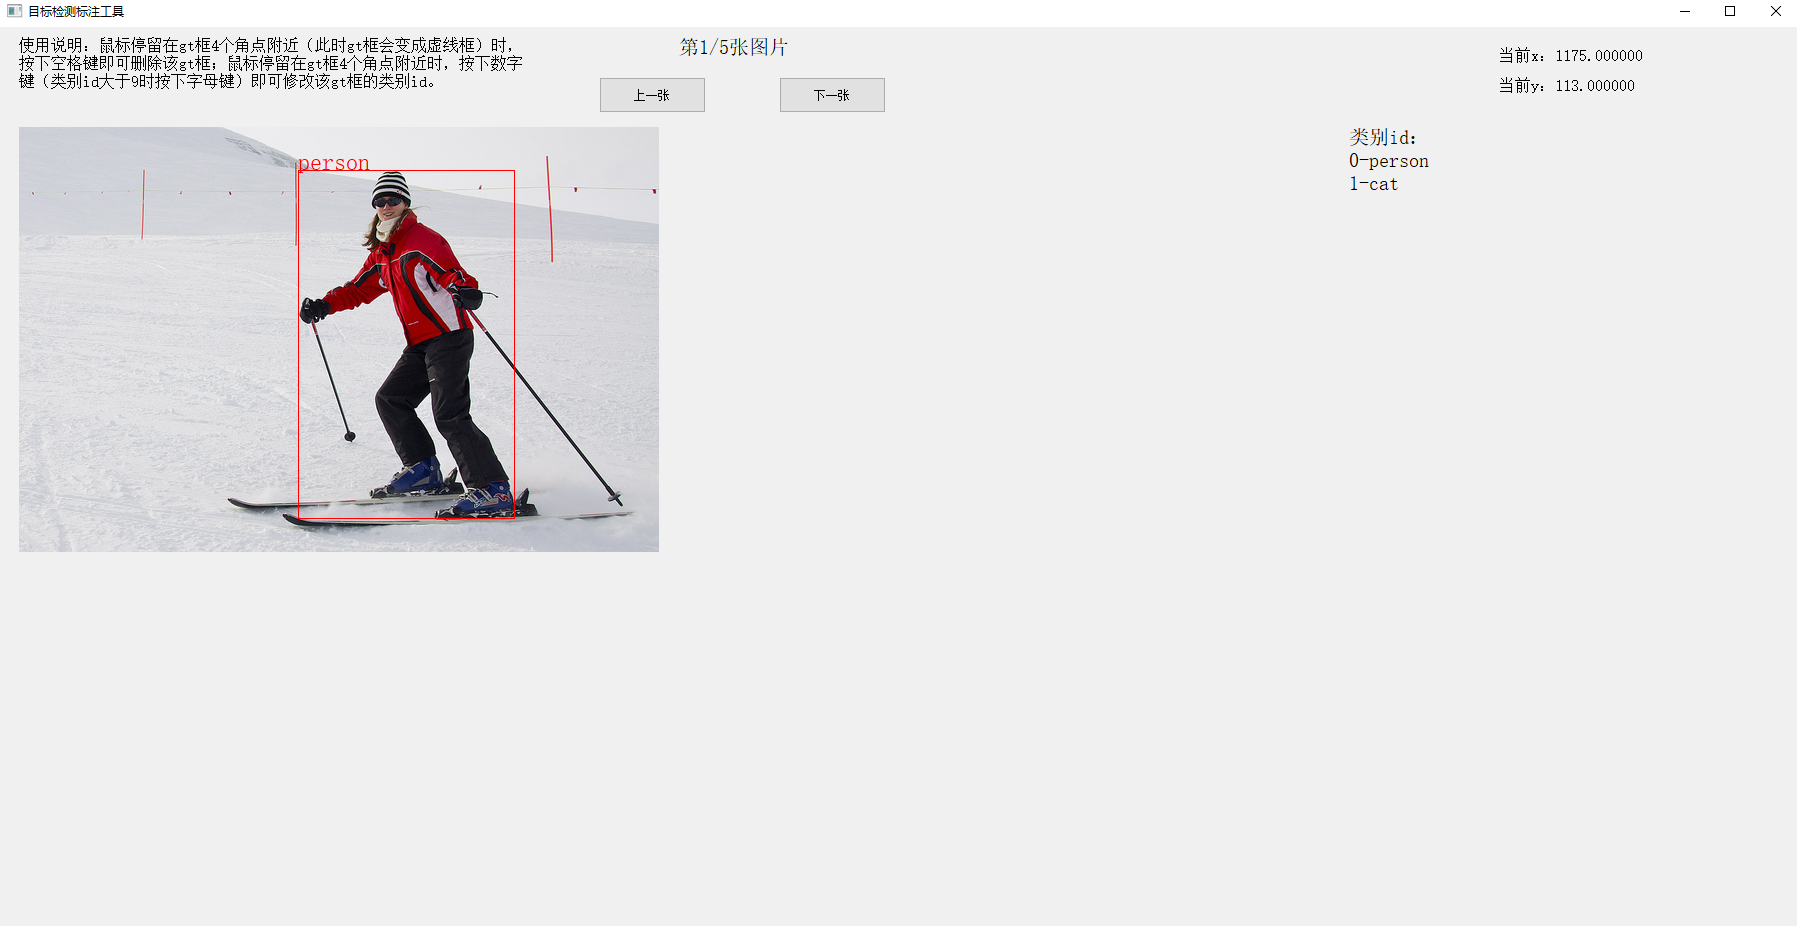 目标检测标注工具
使用说明：鼠标停留在gt框4个角点附近（此时gt框会变成虚线框）时，
按下空格键即可删除该gt框；鼠标停留在gt框4个角点附近时，按下数字
键（类别id大于9时按下字母键）即可修改该gt框的类别id。
第1/5张图片
上一张
下一张
当前x：1175.000000
当前y：113.000000
person
类别id：
0-person
1-cat